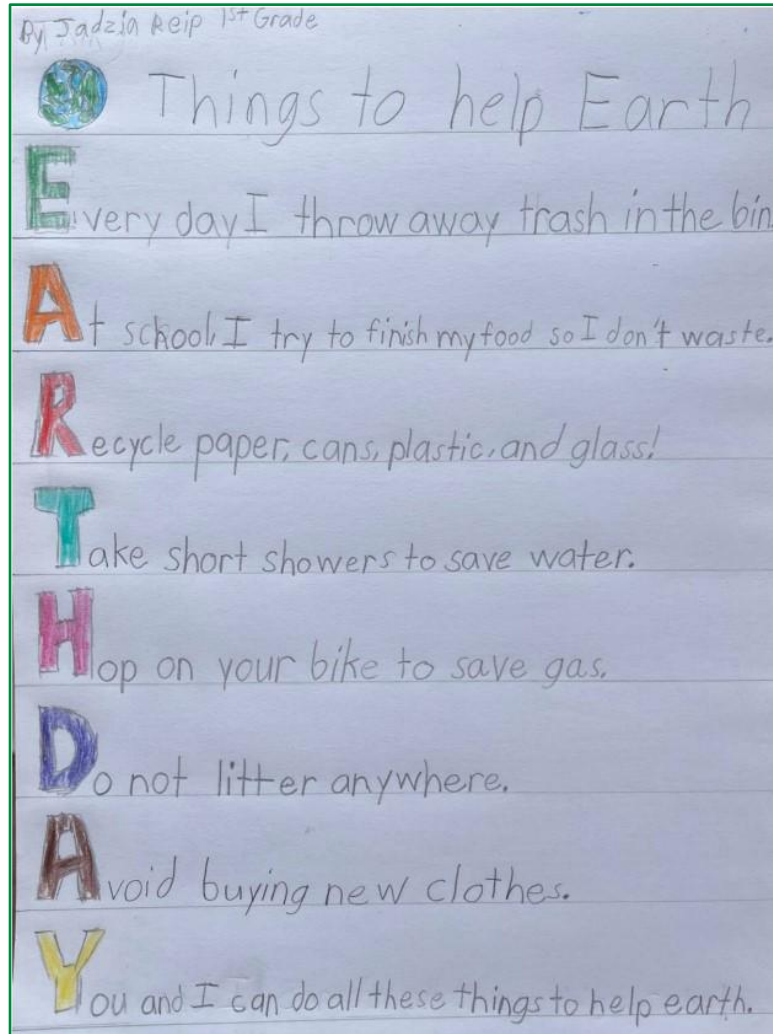 By Jadzia Reip 1st Grade
Things to help Earth
Every day I throw away trash in the bin.
At school, I try to finish my food so I don't waste.
Recycle paper, cans, plastic, and glass!
Take short showers to save water.
Hop on your bike to save gas.
Do not litter anywhere.
Avoid buying new clothes.
You and I can do all these things to help earth.